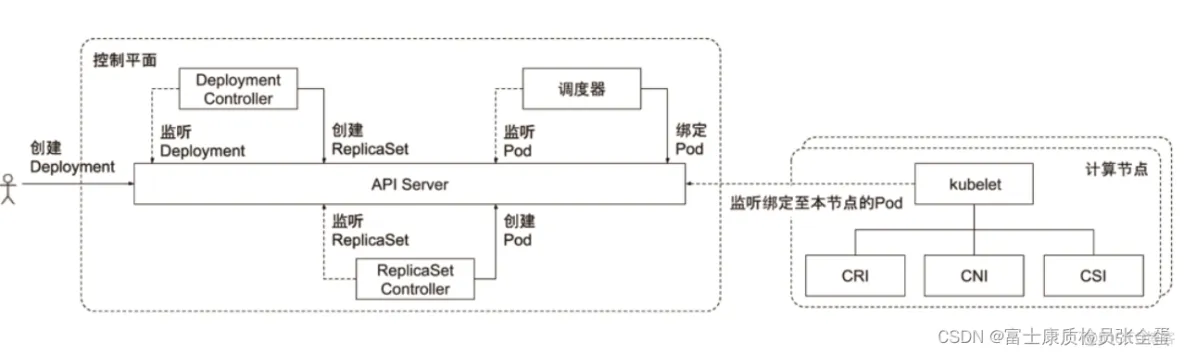 控制平面
Deployment
Controller
调度器
监听
Deployment
创建
ReplicaSet
监听
Pod
绑定
Pod
创建
Deployment
API Server
计算节点
kubelet
监听绑定至本节点的Pod
监听
ReplicaSet
创建
Pod
ReplicaSet
Controller
CRI
CNI
CSI
CSDN @富士康质检员张全蛋